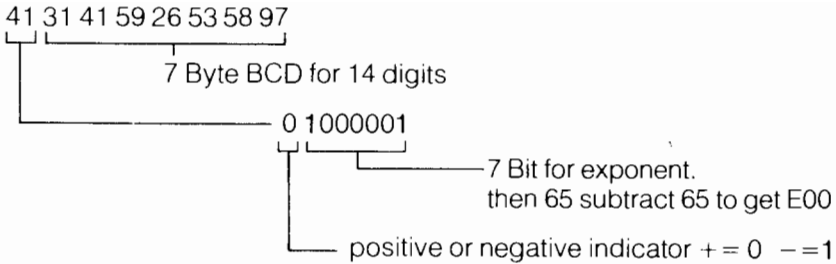 41 31 41 59 26 53 58 97
7 Byte BCD for 14 digits
0 1000001
7 Bit for exponent.
then 65 subtract 65 to get E00
positive or negative indicator + = 0 - =1